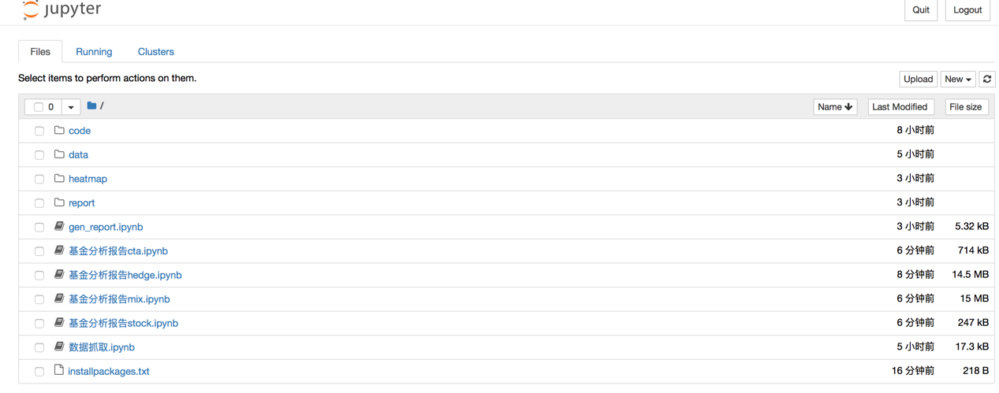 jupyter
Quit Logout
Files Running Clusters
Select items to perform actions on them.
Upload New
0 / Name Last Modified File size
code 8 小时前
data 5 小时前
heatmap 3 小时前
report 3 小时前
gen_report.ipynb 3 小时前 5.32 kB
基金分析报告cta.ipynb 6 分钟前 714 kB
基金分析报告hedge.ipynb 8 分钟前 14.5 MB
基金分析报告mix.ipynb 6 分钟前 15 MB
基金分析报告stock.ipynb 6 分钟前 247 kB
数据抓取.ipynb 5 小时前 17.3 kB
installpackages.txt 16 分钟前 218 B